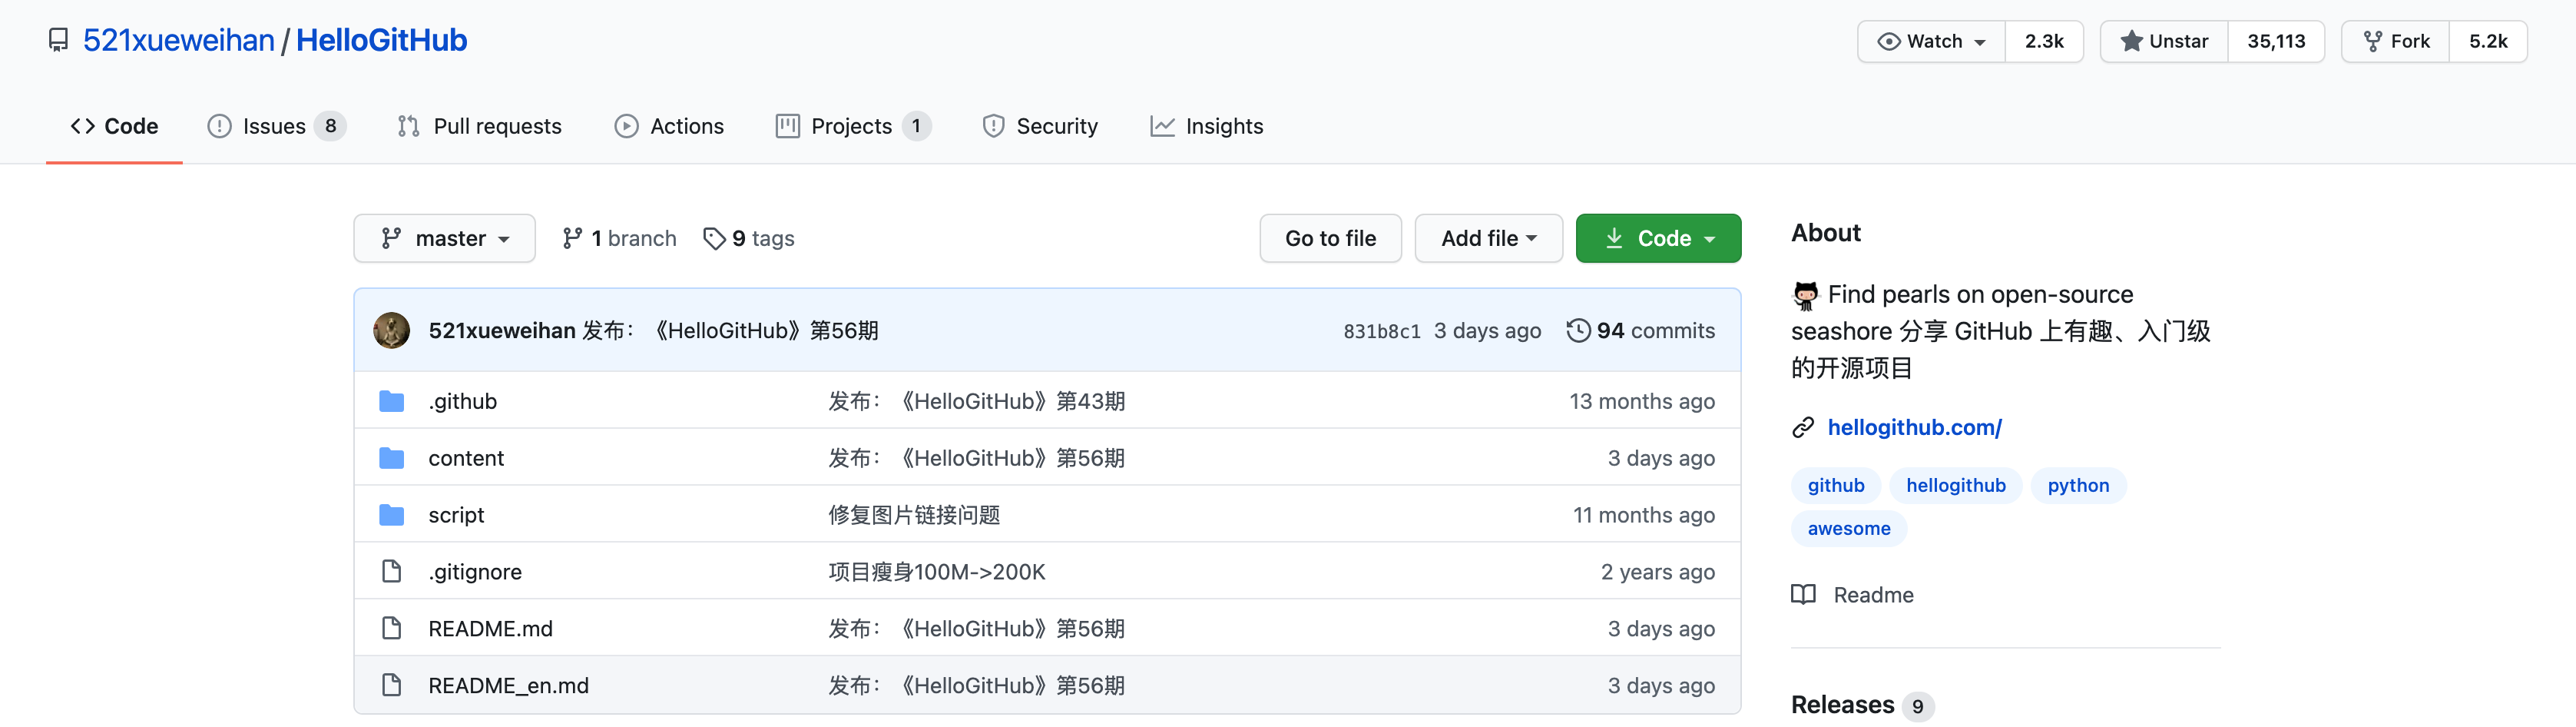 521xueweihan / HelloGitHub
Watch 2.3k Unstar 35,113 Fork 5.2k
Code Issues 8 Pull requests Actions Projects 1 Security Insights
master 1 branch 9 tags Go to file Add file Code
521xueweihan 发布：《HelloGitHub》第56期 831b8c1 3 days ago 94 commits
.github 发布：《HelloGitHub》第43期 13 months ago
content 发布：《HelloGitHub》第56期 3 days ago
script 修复图片链接问题 11 months ago
.gitignore 项目瘦身100M->200K 2 years ago
README.md 发布：《HelloGitHub》第56期 3 days ago
README_en.md 发布：《HelloGitHub》第56期 3 days ago
About
Find pearls on open-source
seashore 分享 GitHub 上有趣、入门级
的开源项目
hellogithub.com/
github hellogithub python
awesome
Readme
Releases 9